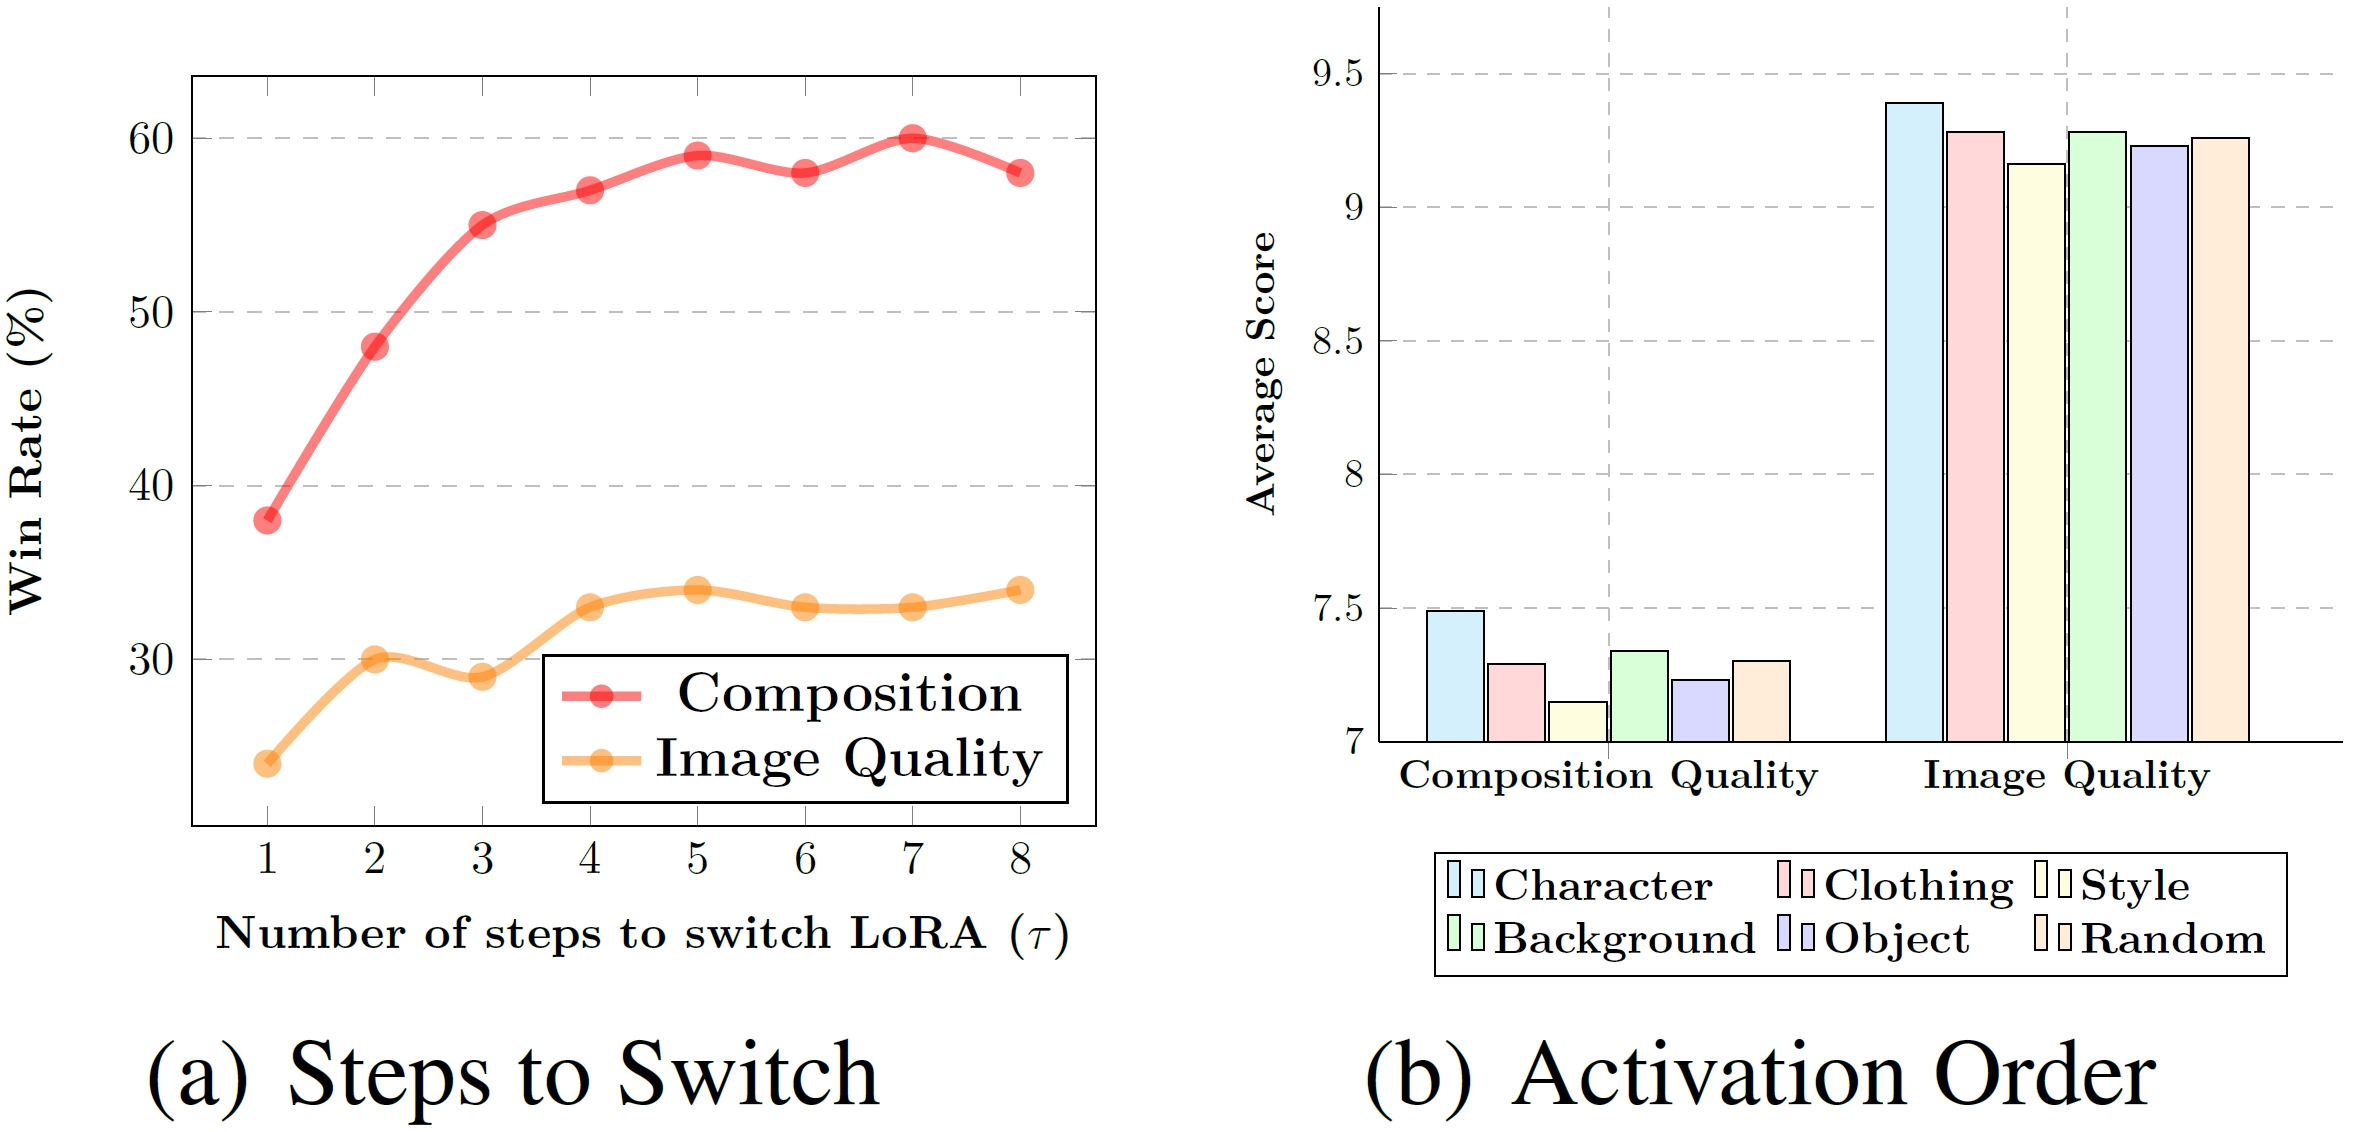 60
50
40
30
Win Rate (%)
Composition
Image Quality
1 2 3 4 5 6 7 8
Number of steps to switch LoRA (τ)
(a) Steps to Switch
9.5
9
8.5
8
7.5
7
Average Score
Composition Quality Image Quality
Character Clothing Style
Background Object Random
(b) Activation Order